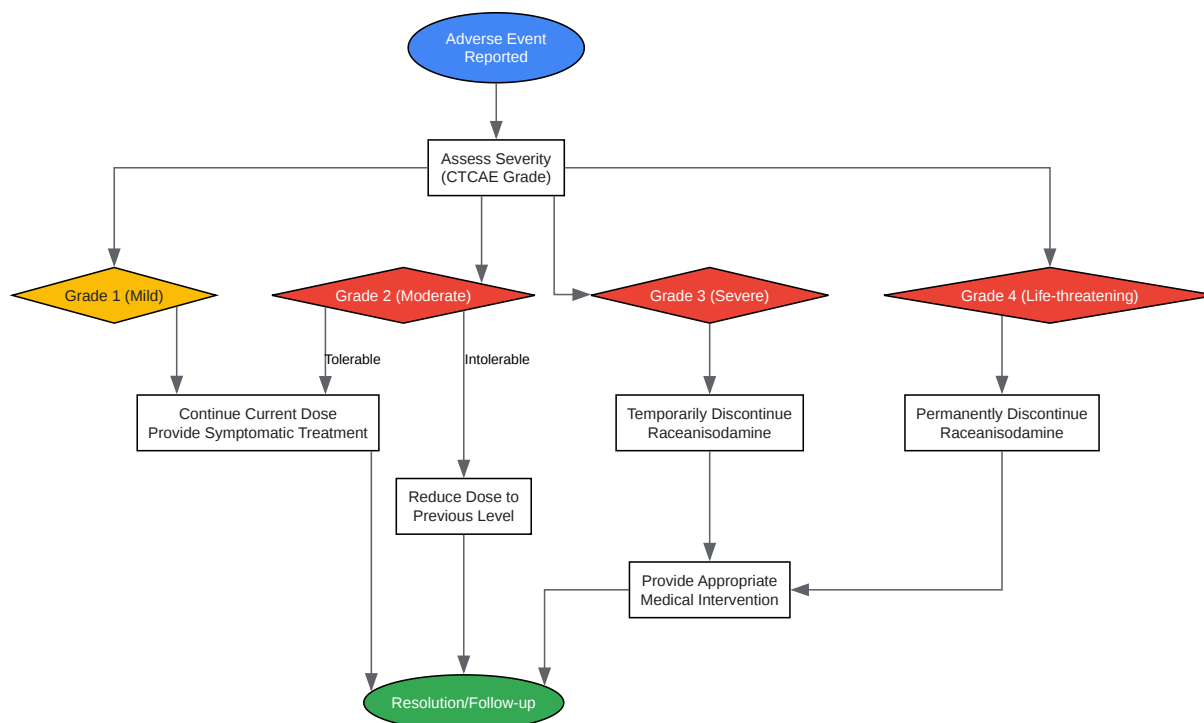 Adverse Event
Reported
Assess Severity
(CTCAE Grade)
Grade 1 (Mild)
Grade 2 (Moderate)
Grade 3 (Severe)
Grade 4 (Life-threatening)
Tolerable
Intolerable
Continue Current Dose
Provide Symptomatic Treatment
Temporarily Discontinue
Raceanisodamine
Permanently Discontinue
Raceanisodamine
Reduce Dose to
Previous Level
Provide Appropriate
Medical Intervention
Resolution/Follow-up